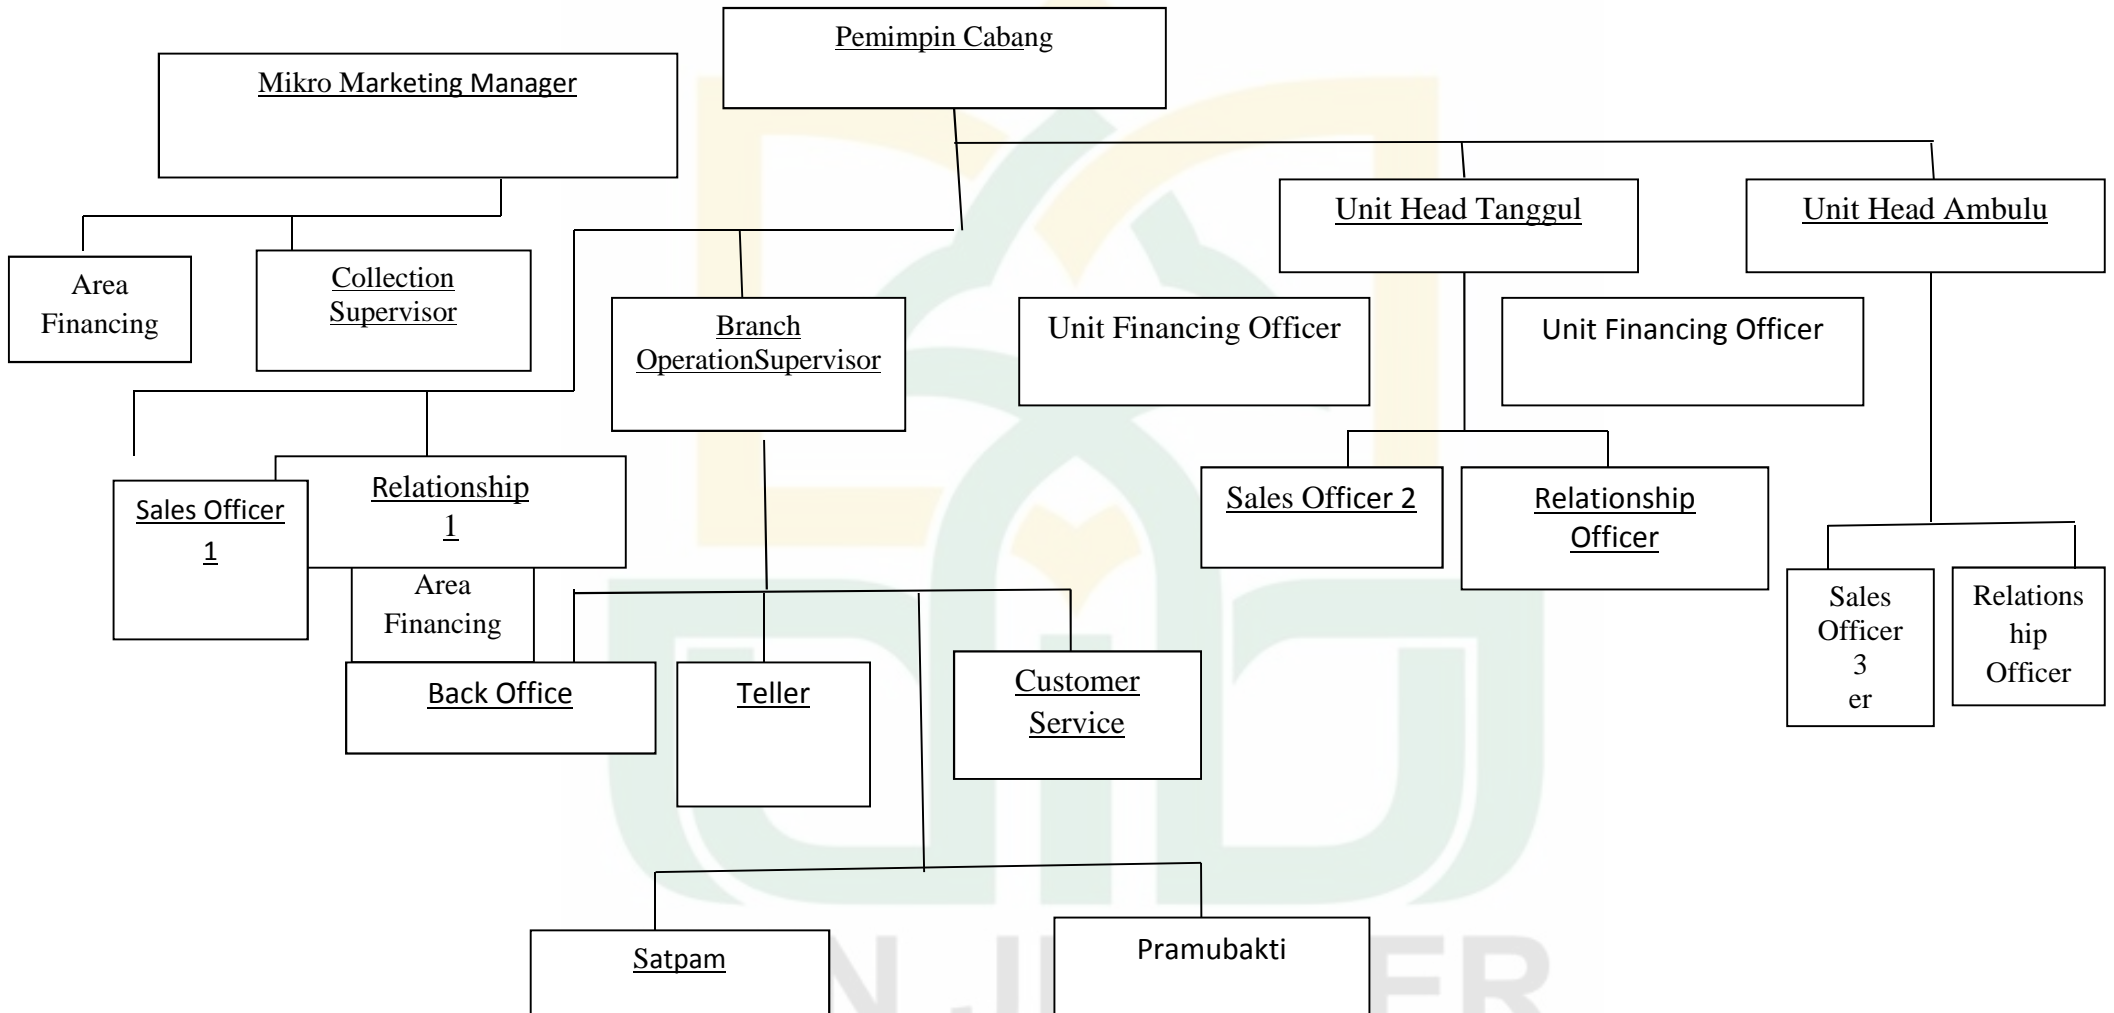 Pemimpin Cabang
Mikro Marketing Manager
Unit Head Tanggul
Unit Head Ambulu
Area
Financing
Collection
Supervisor
Branch
OperationSupervisor
Unit Financing Officer
Unit Financing Officer
Sales Officer
1
Relationship
1
Area
Financing
Sales Officer 2
Relationship
Officer
Sales
Officer
3
er
Relations
hip
Officer
Back Office
Teller
Customer
Service
Satpam
Pramubakti